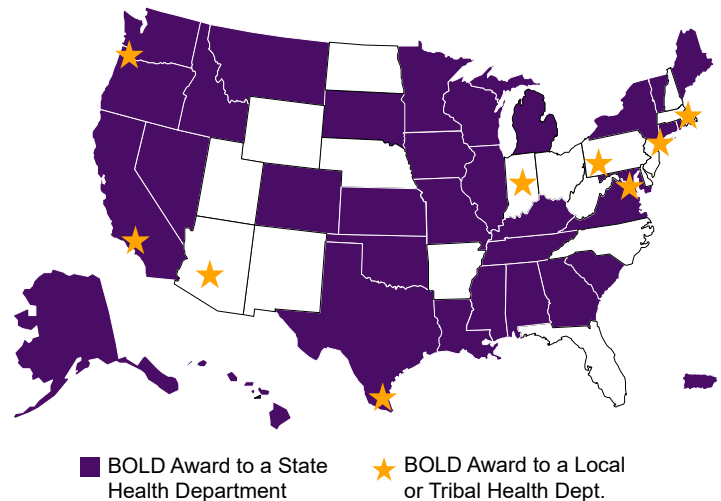 BOLD Award to a State
Health Department
BOLD Award to a Local
or Tribal Health Dept.